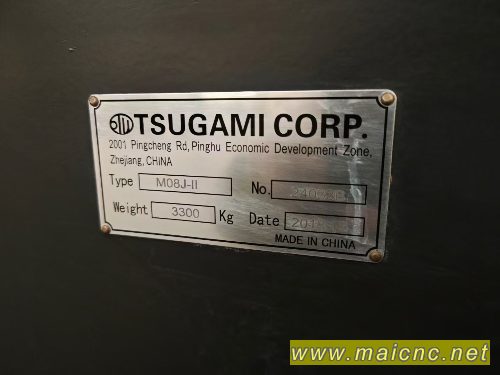 TSUGAMI CORP.
2001 Pingcheng Rd, Pinghu Economic Development Zone,
Zhejiang, CHINA
Type M08J-II No.
Weight 3300 Kg Date
MADE IN CHINA
www.maicnc.net